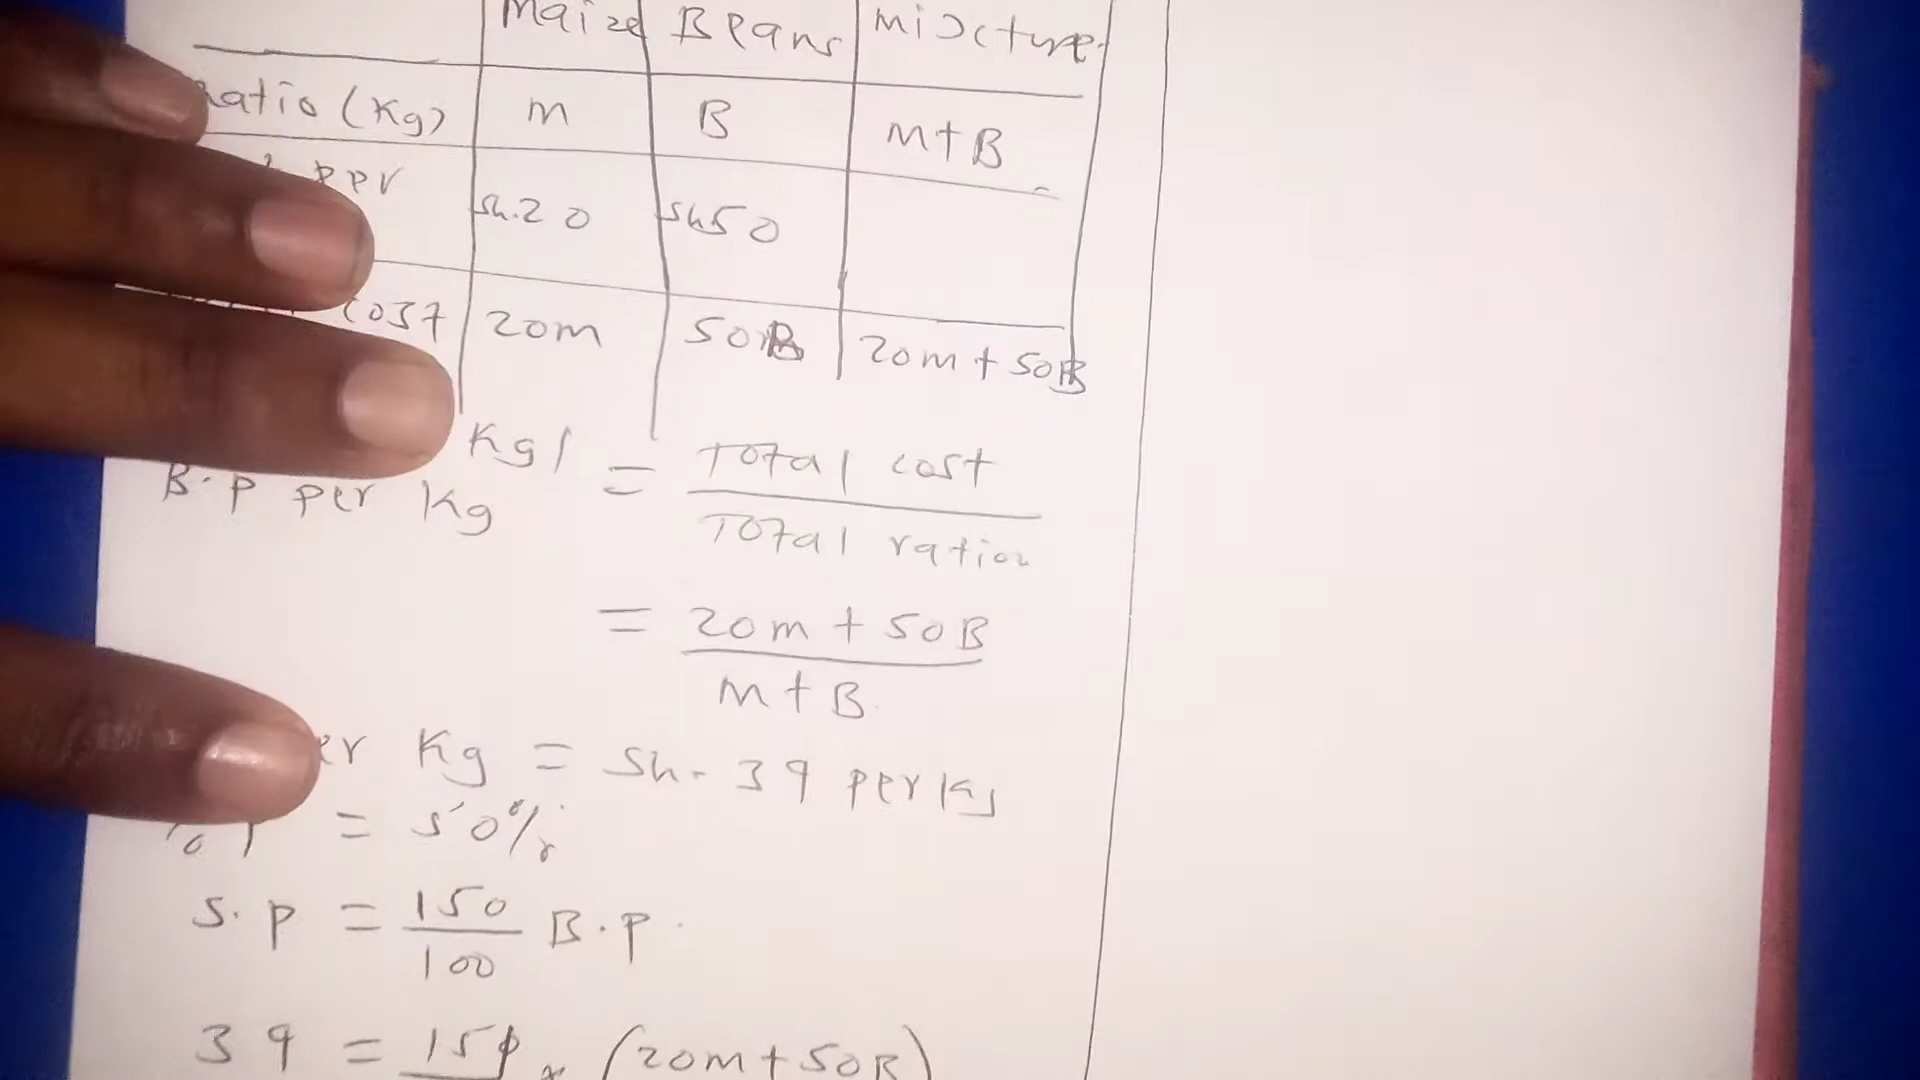 Maize Beans mixture
Ratio (Kg) m B m+B
per sh.20 sh50
cost 20m 50B 20m + 50B
Kg/ = Total cost
B.p per kg Total ration
= 20m + 50B
m + B
er Kg = Sh. 39 per kg
% = 50%
S.p = 150 B.p
100
39 = 150 x (20m + 50B)